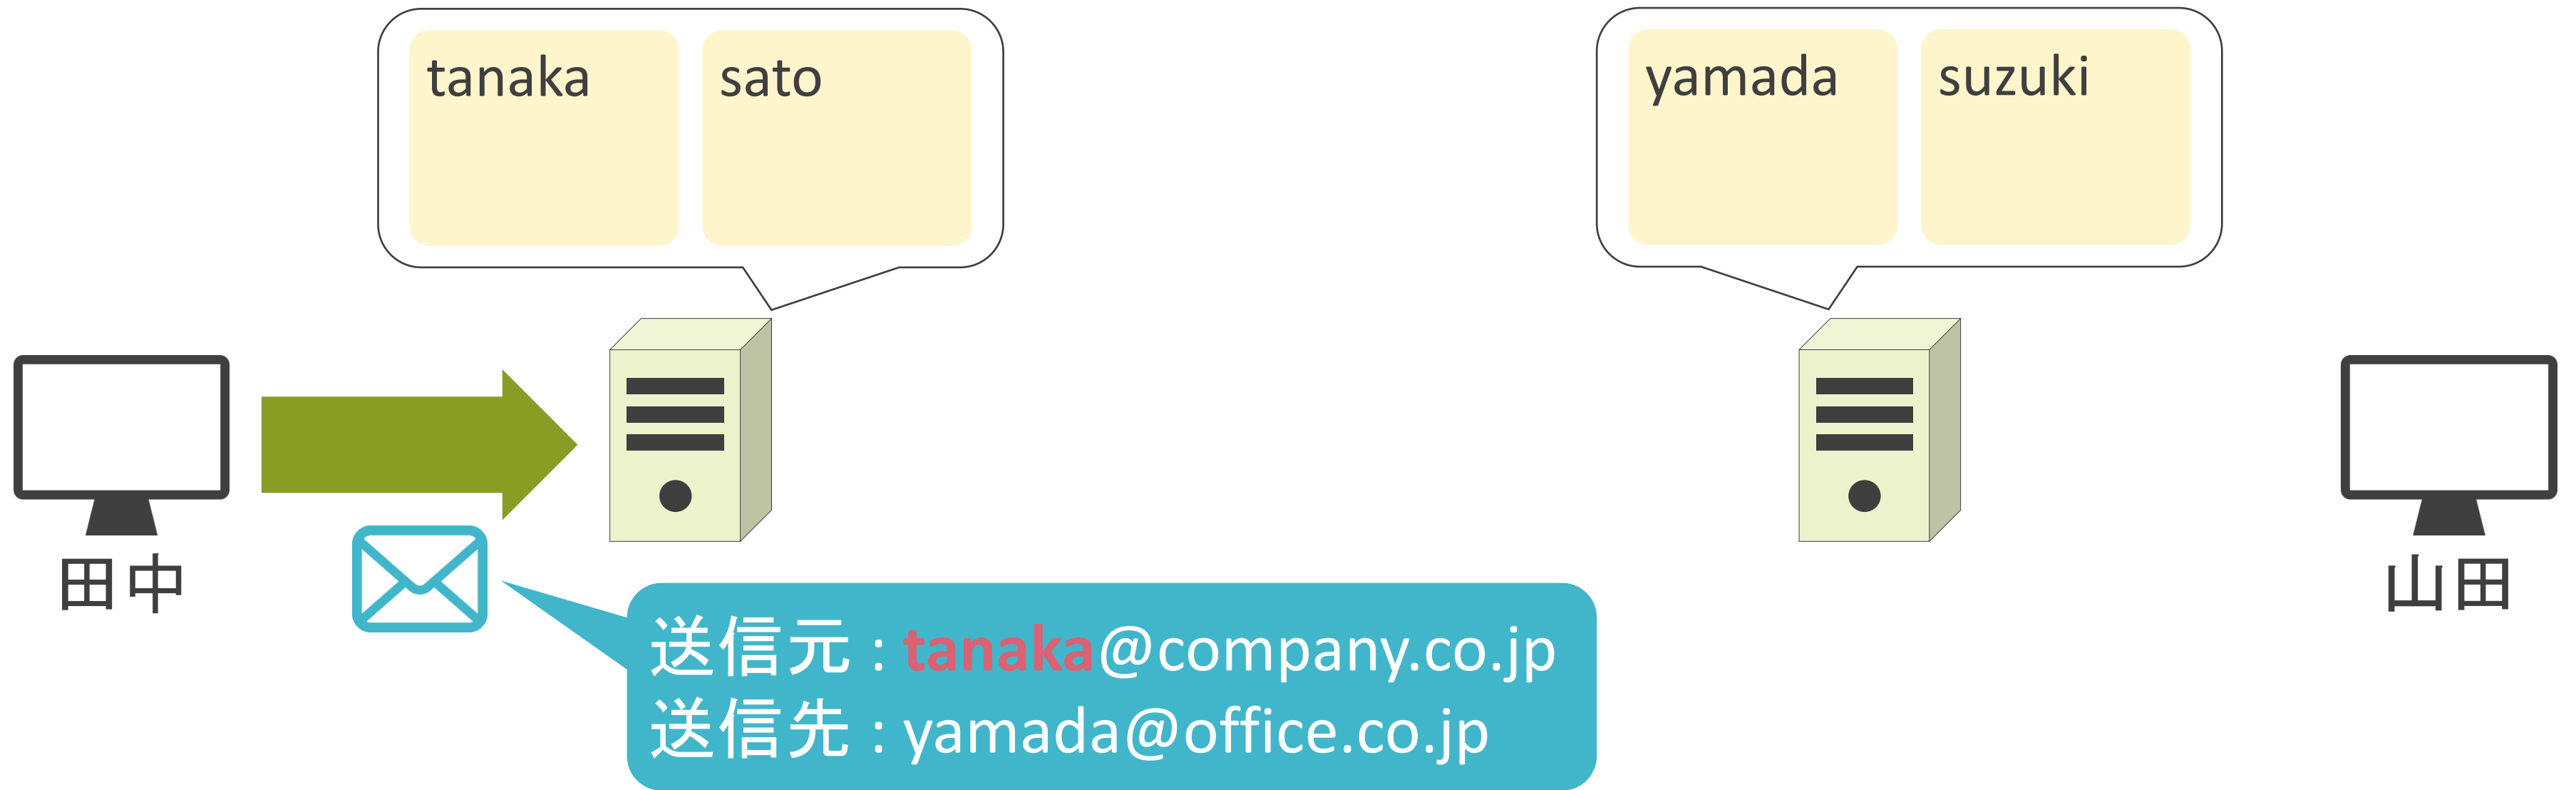 tanaka
sato
yamada
suzuki
田中
山田
送信元 : tanaka@company.co.jp
送信先 : yamada@office.co.jp